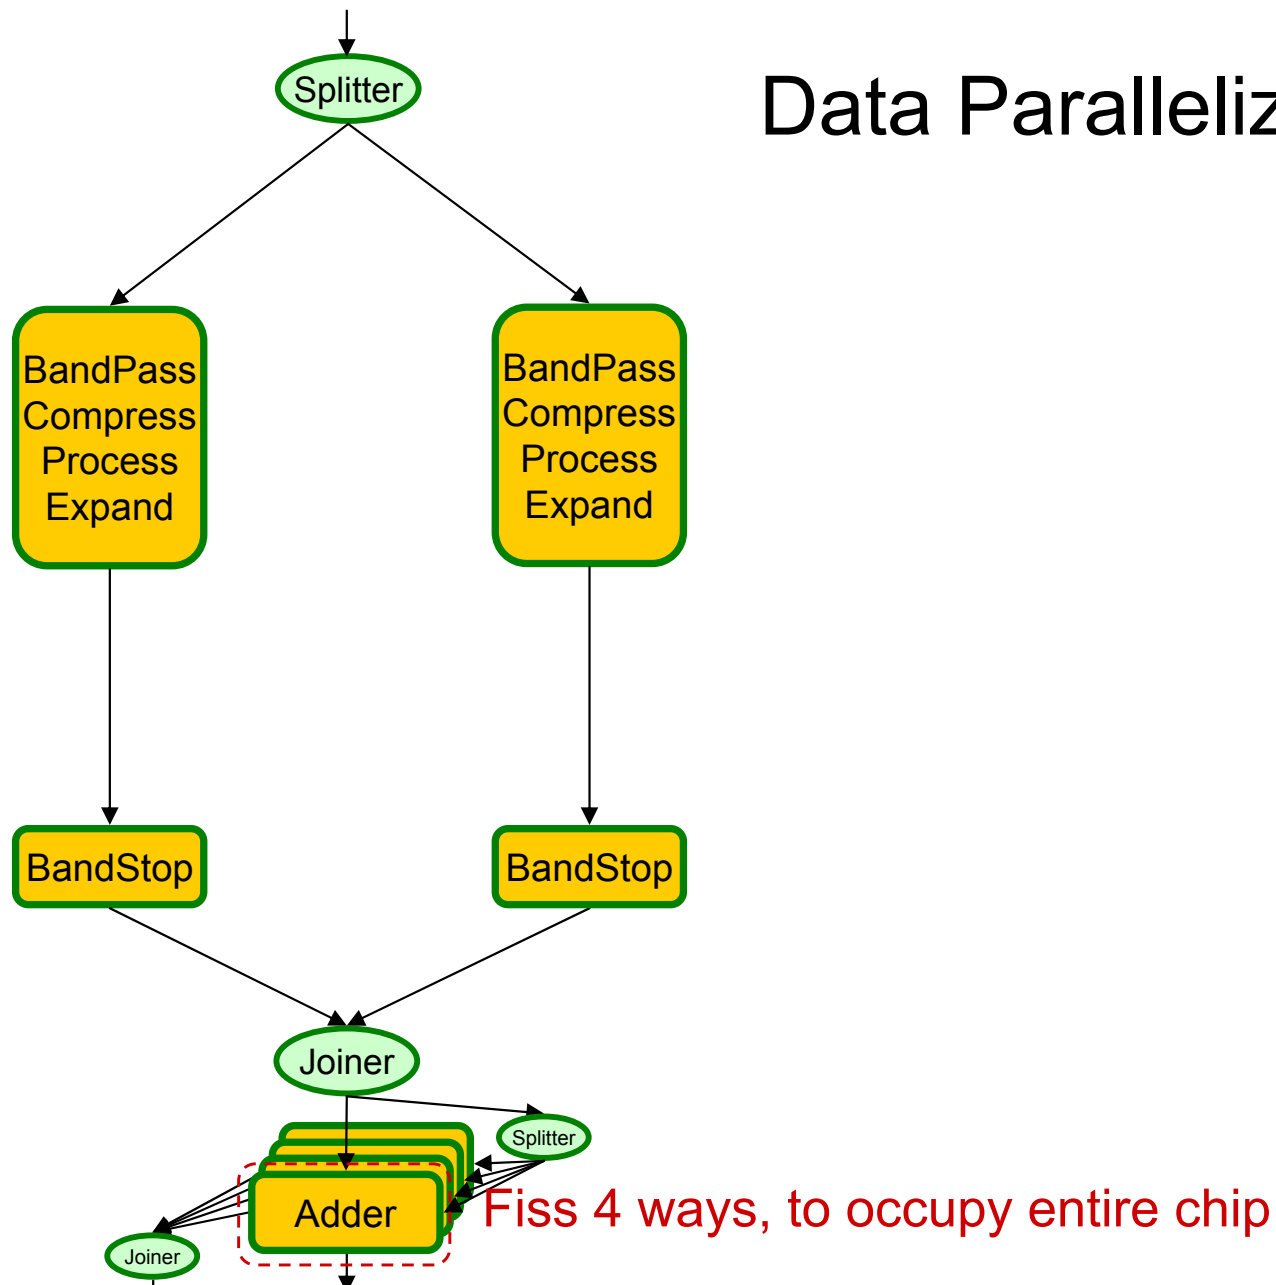 Splitter
Data Paralleliz
BandPass
Compress
Process
Expand
BandPass
Compress
Process
Expand
BandStop
BandStop
Joiner
Splitter
Adder
Fiss 4 ways, to occupy entire chip
Joiner